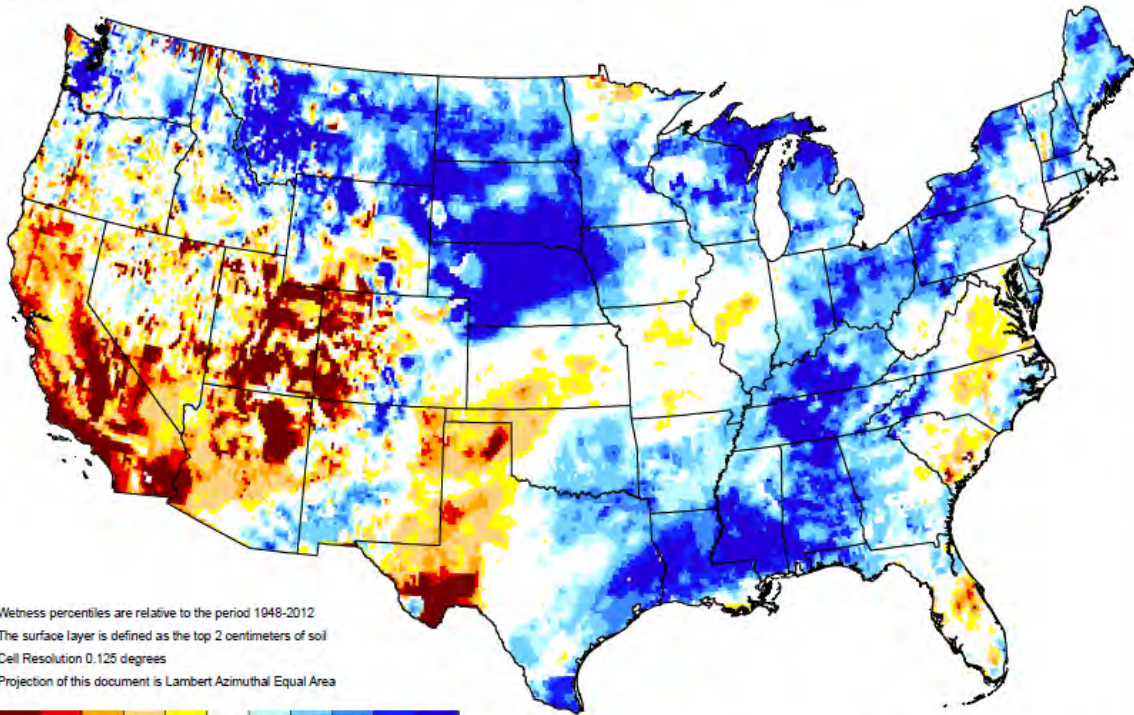 Wetness percentiles are relative to the period 1948-2012
The surface layer is defined as the top 2 centimeters of soil
Cell Resolution 0.125 degrees
Projection of this document is Lambert Azimuthal Equal Area